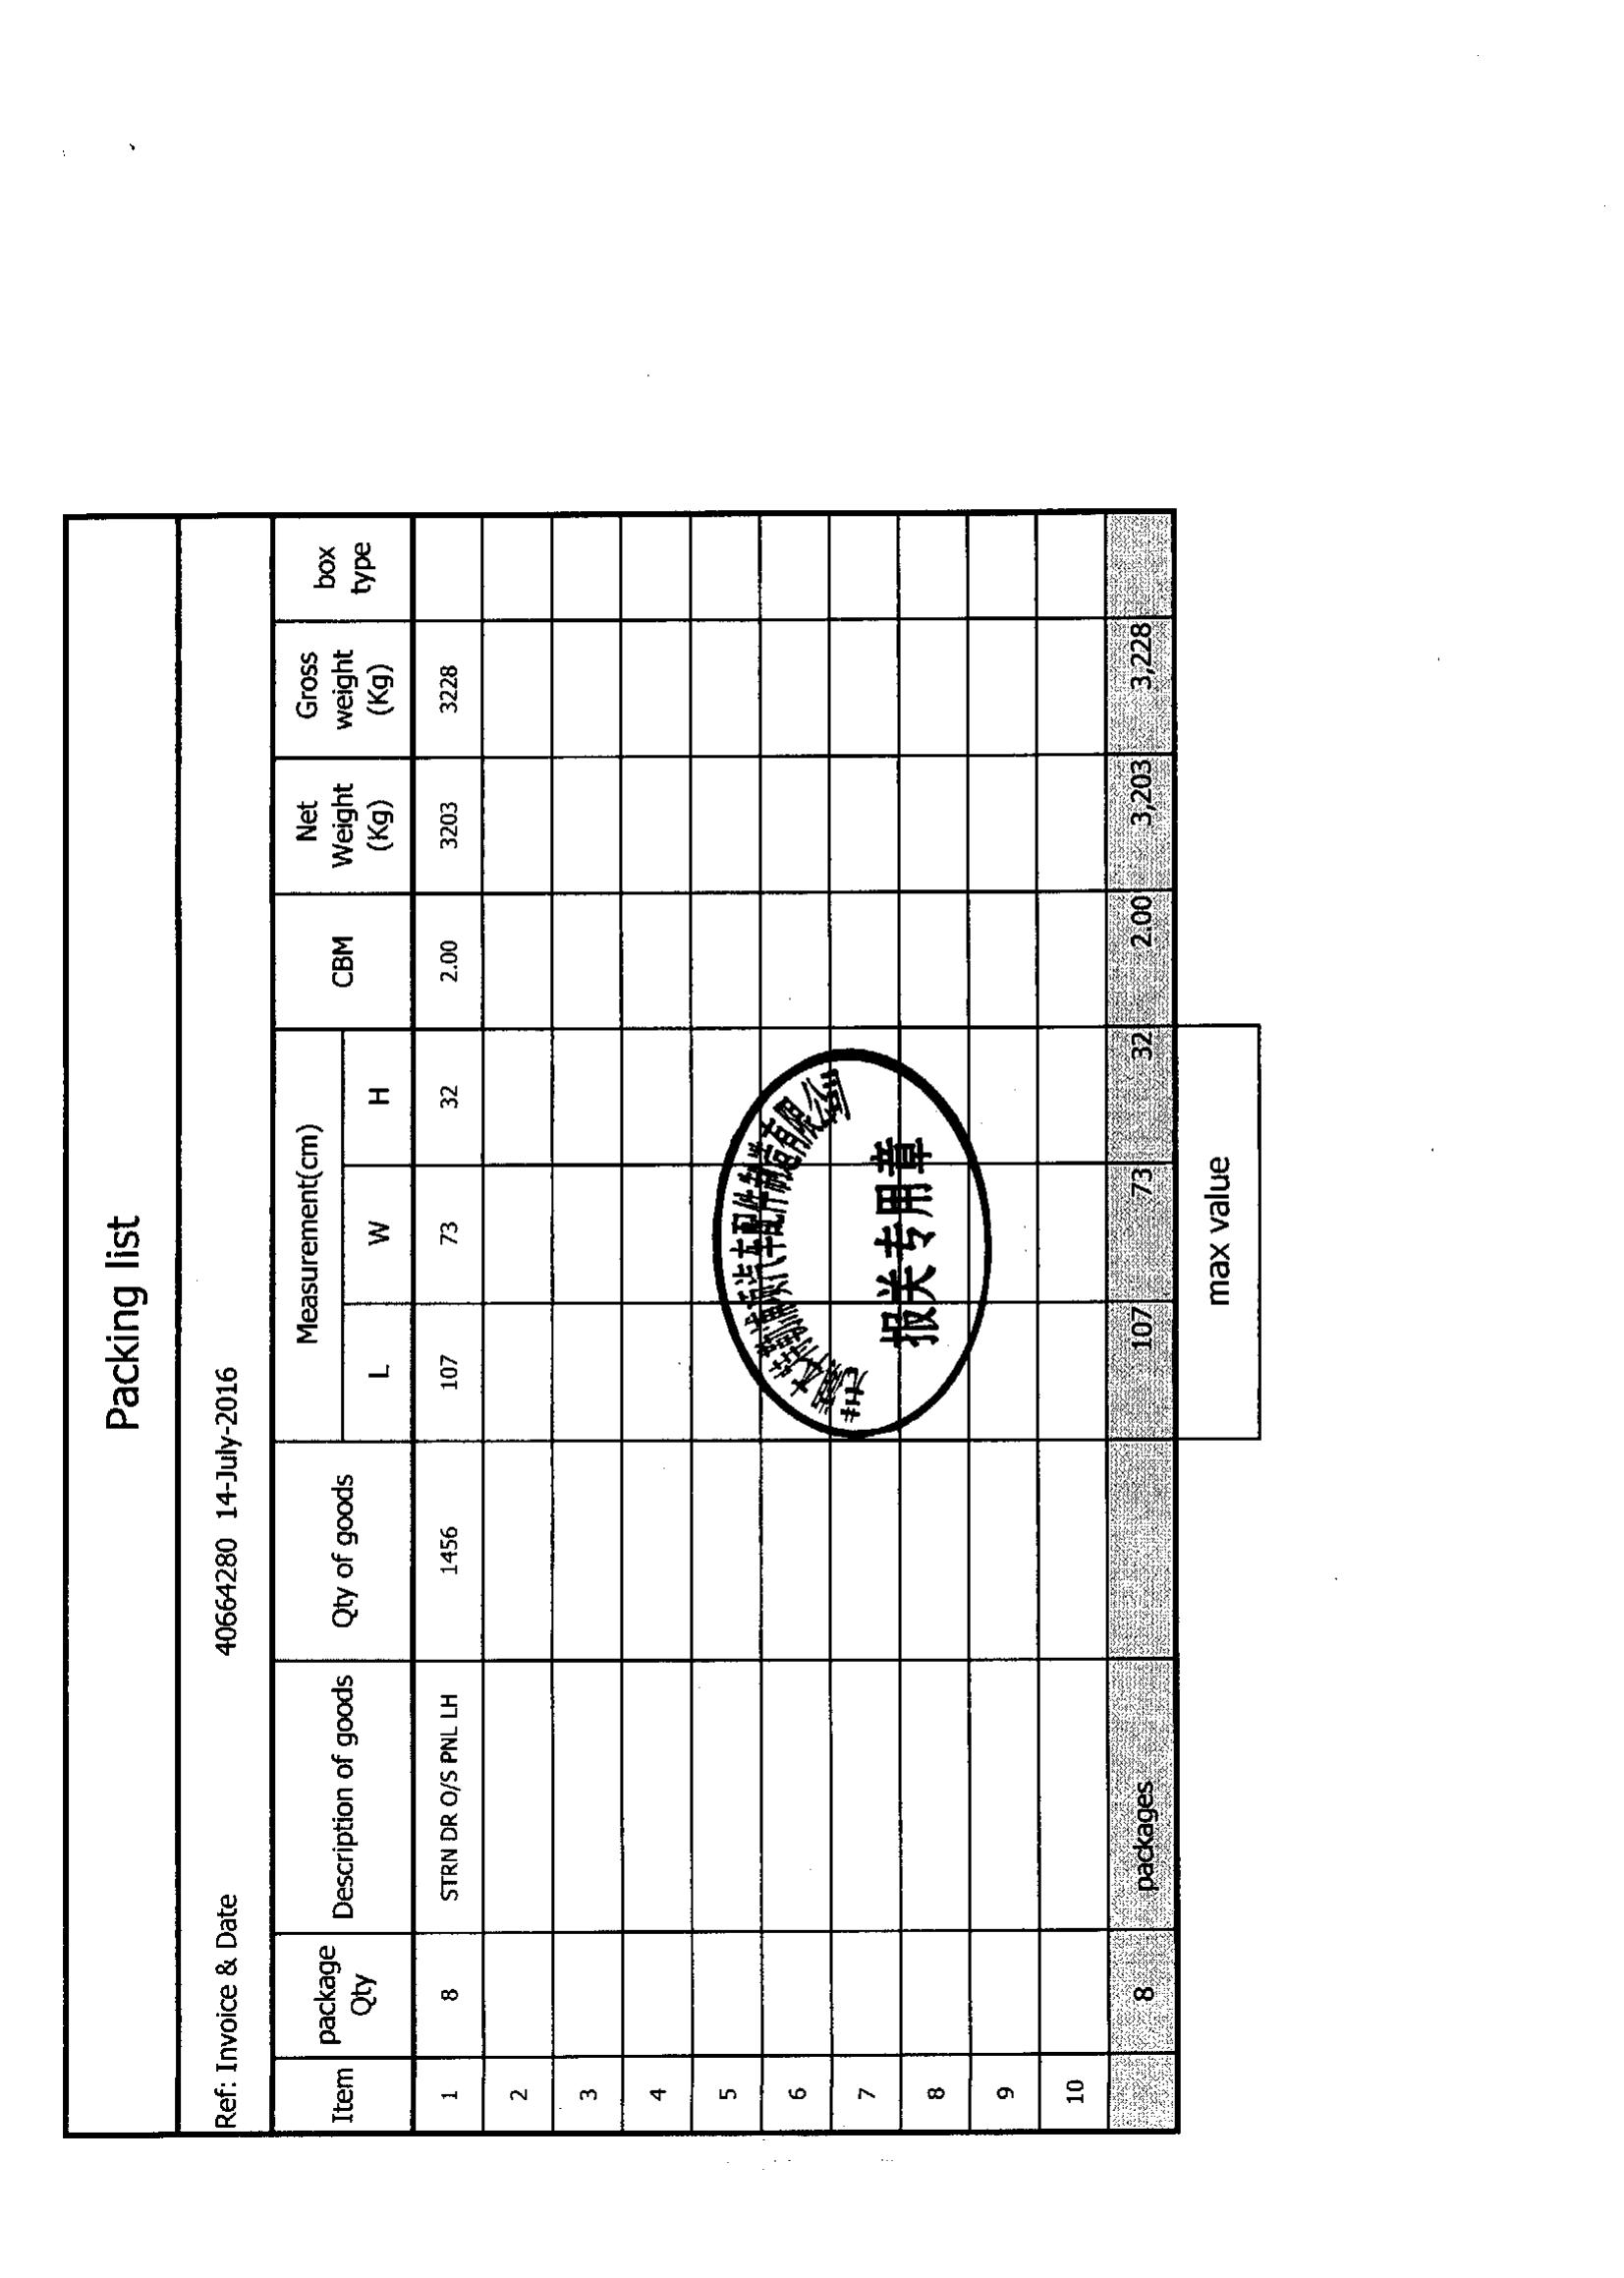 Packing list
Ref: Invoice & Date 40664280 14-July-2016
Item package Qty Description of goods Qty of goods Measurement(cm) CBM Net Weight (Kg) Gross weight (Kg) box type
L W H
1 8 STRN DR O/S PNL LH 1456 107 73 32 2.00 3203 3228
2
3
4
5
6
7
8
9
10
汽车配件制造有限公司
报关专用章
8 packages 107 73 32 2.00 3,203 3,228
max value